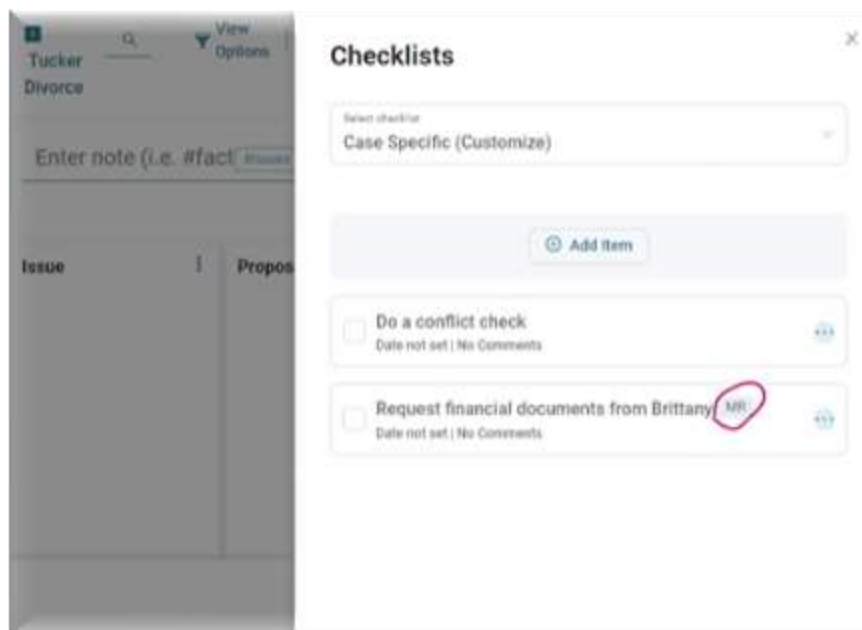 Tucker
Divorce
View
Options
Enter note (i.e. #fact
Issue
Propos
Checklists
Select checklist
Case Specific (Customize)
Add Item
Do a conflict check
Date not set | No Comments
Request financial documents from Brittany MR
Date not set | No Comments